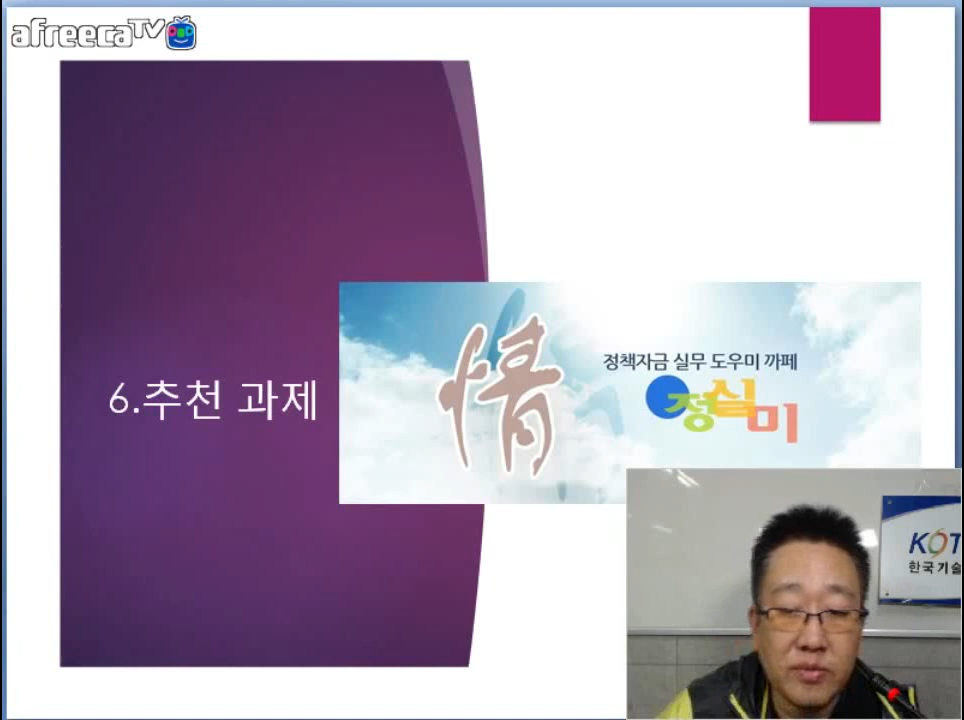 afreecaTV
6.추천 과제
情
정책자금 실무 도우미 까페
정실미
KOT
한국기술